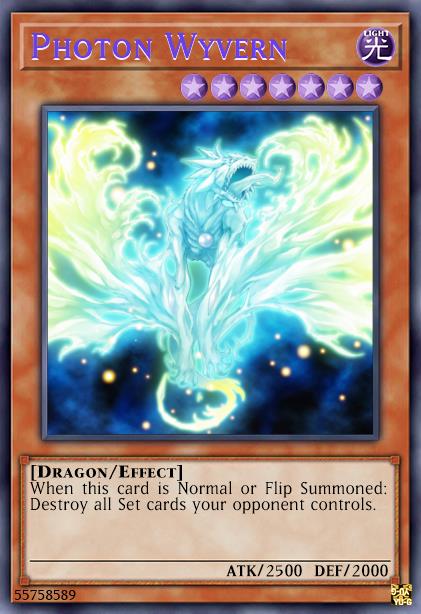 Photon Wyvern
LIGHT
光
[Dragon/Effect]
When this card is Normal or Flip Summoned:
Destroy all Set cards your opponent controls.
ATK/2500 DEF/2000
55758589